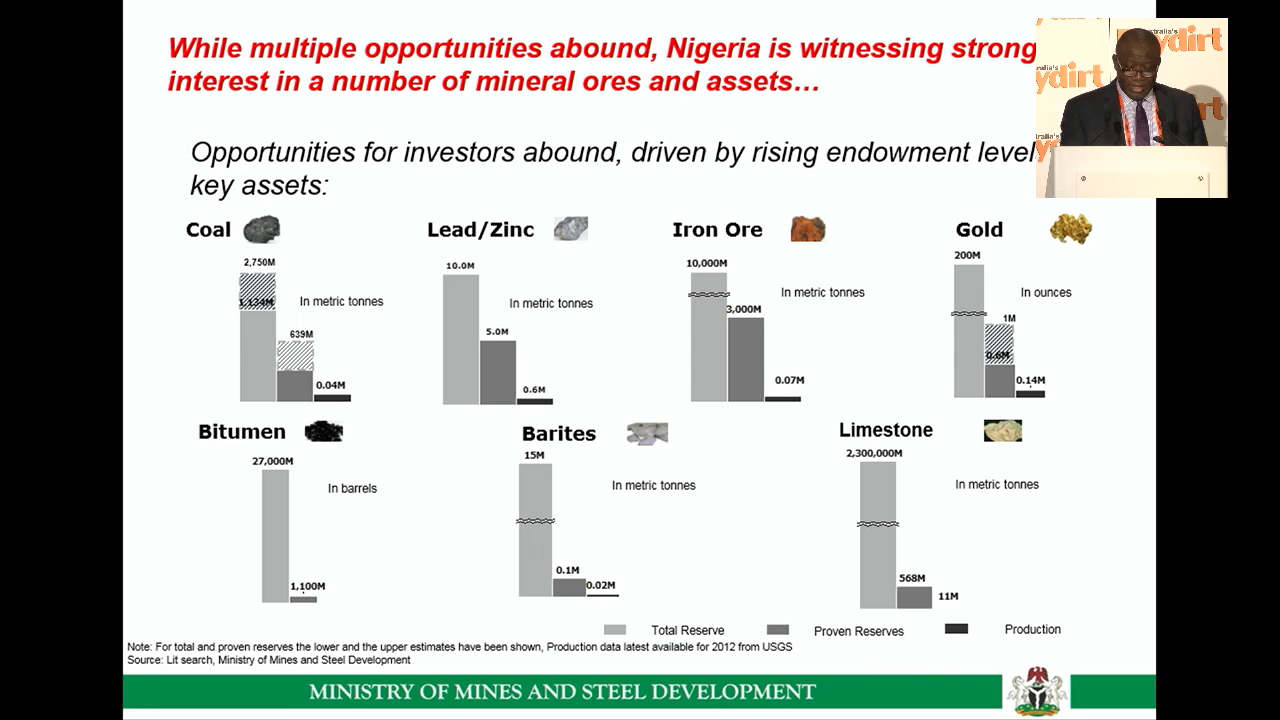 While multiple opportunities abound, Nigeria is witnessing strong
interest in a number of mineral ores and assets…
Opportunities for investors abound, driven by rising endowment level
key assets:
Coal
2,750M
1,134M
639M
0.04M
In metric tonnes
Lead/Zinc
10.0M
5.0M
0.6M
In metric tonnes
Iron Ore
10,000M
3,000M
0.07M
In metric tonnes
Gold
200M
1M
0.6M
0.14M
In ounces
Bitumen
27,000M
1,100M
In barrels
Barites
15M
0.1M
0.02M
In metric tonnes
Limestone
2,300,000M
568M
11M
In metric tonnes
Total Reserve
Proven Reserves
Production
Note: For total and proven reserves the lower and the upper estimates have been shown, Production data latest available for 2012 from USGS
Source: Lit search, Ministry of Mines and Steel Development
MINISTRY OF MINES AND STEEL DEVELOPMENT